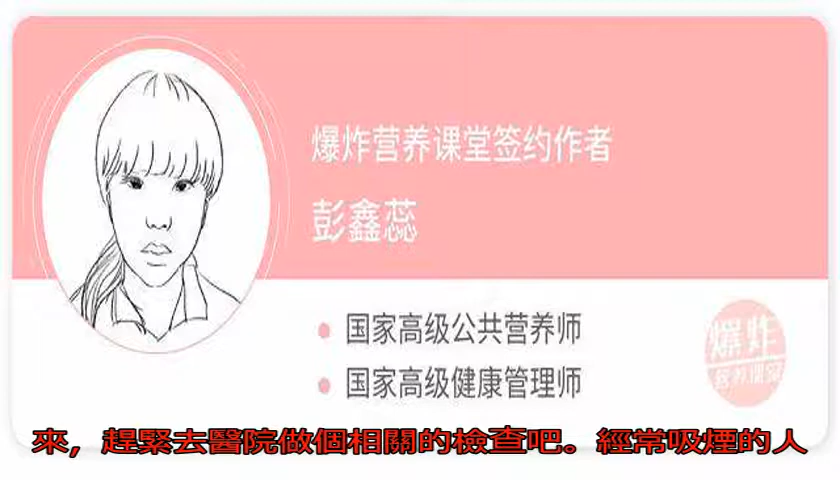 爆炸营养课堂签约作者
彭鑫蕊
国家高级公共营养师
国家高级健康管理师
爆炸
营养课堂
來，趕緊去醫院做個相關的檢查吧。經常吸煙的人